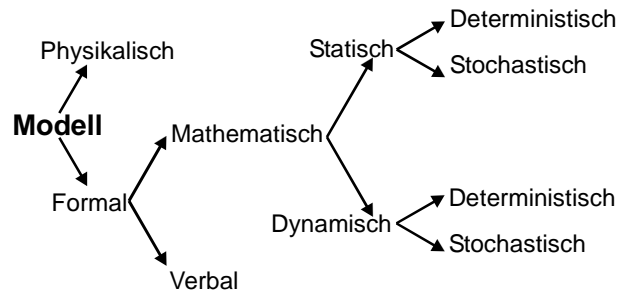 Deterministisch
Physikalisch
Statisch
Stochastisch
Modell
Mathematisch
Formal
Deterministisch
Dynamisch
Stochastisch
Verbal